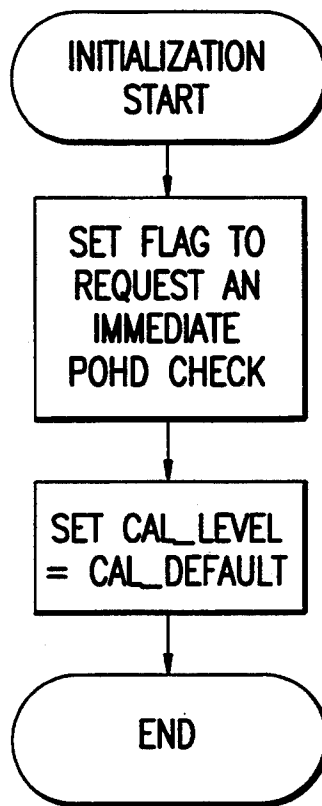 INITIALIZATION
START
SET FLAG TO
REQUEST AN
IMMEDIATE
POHD CHECK
SET CAL_LEVEL
= CAL_DEFAULT
END